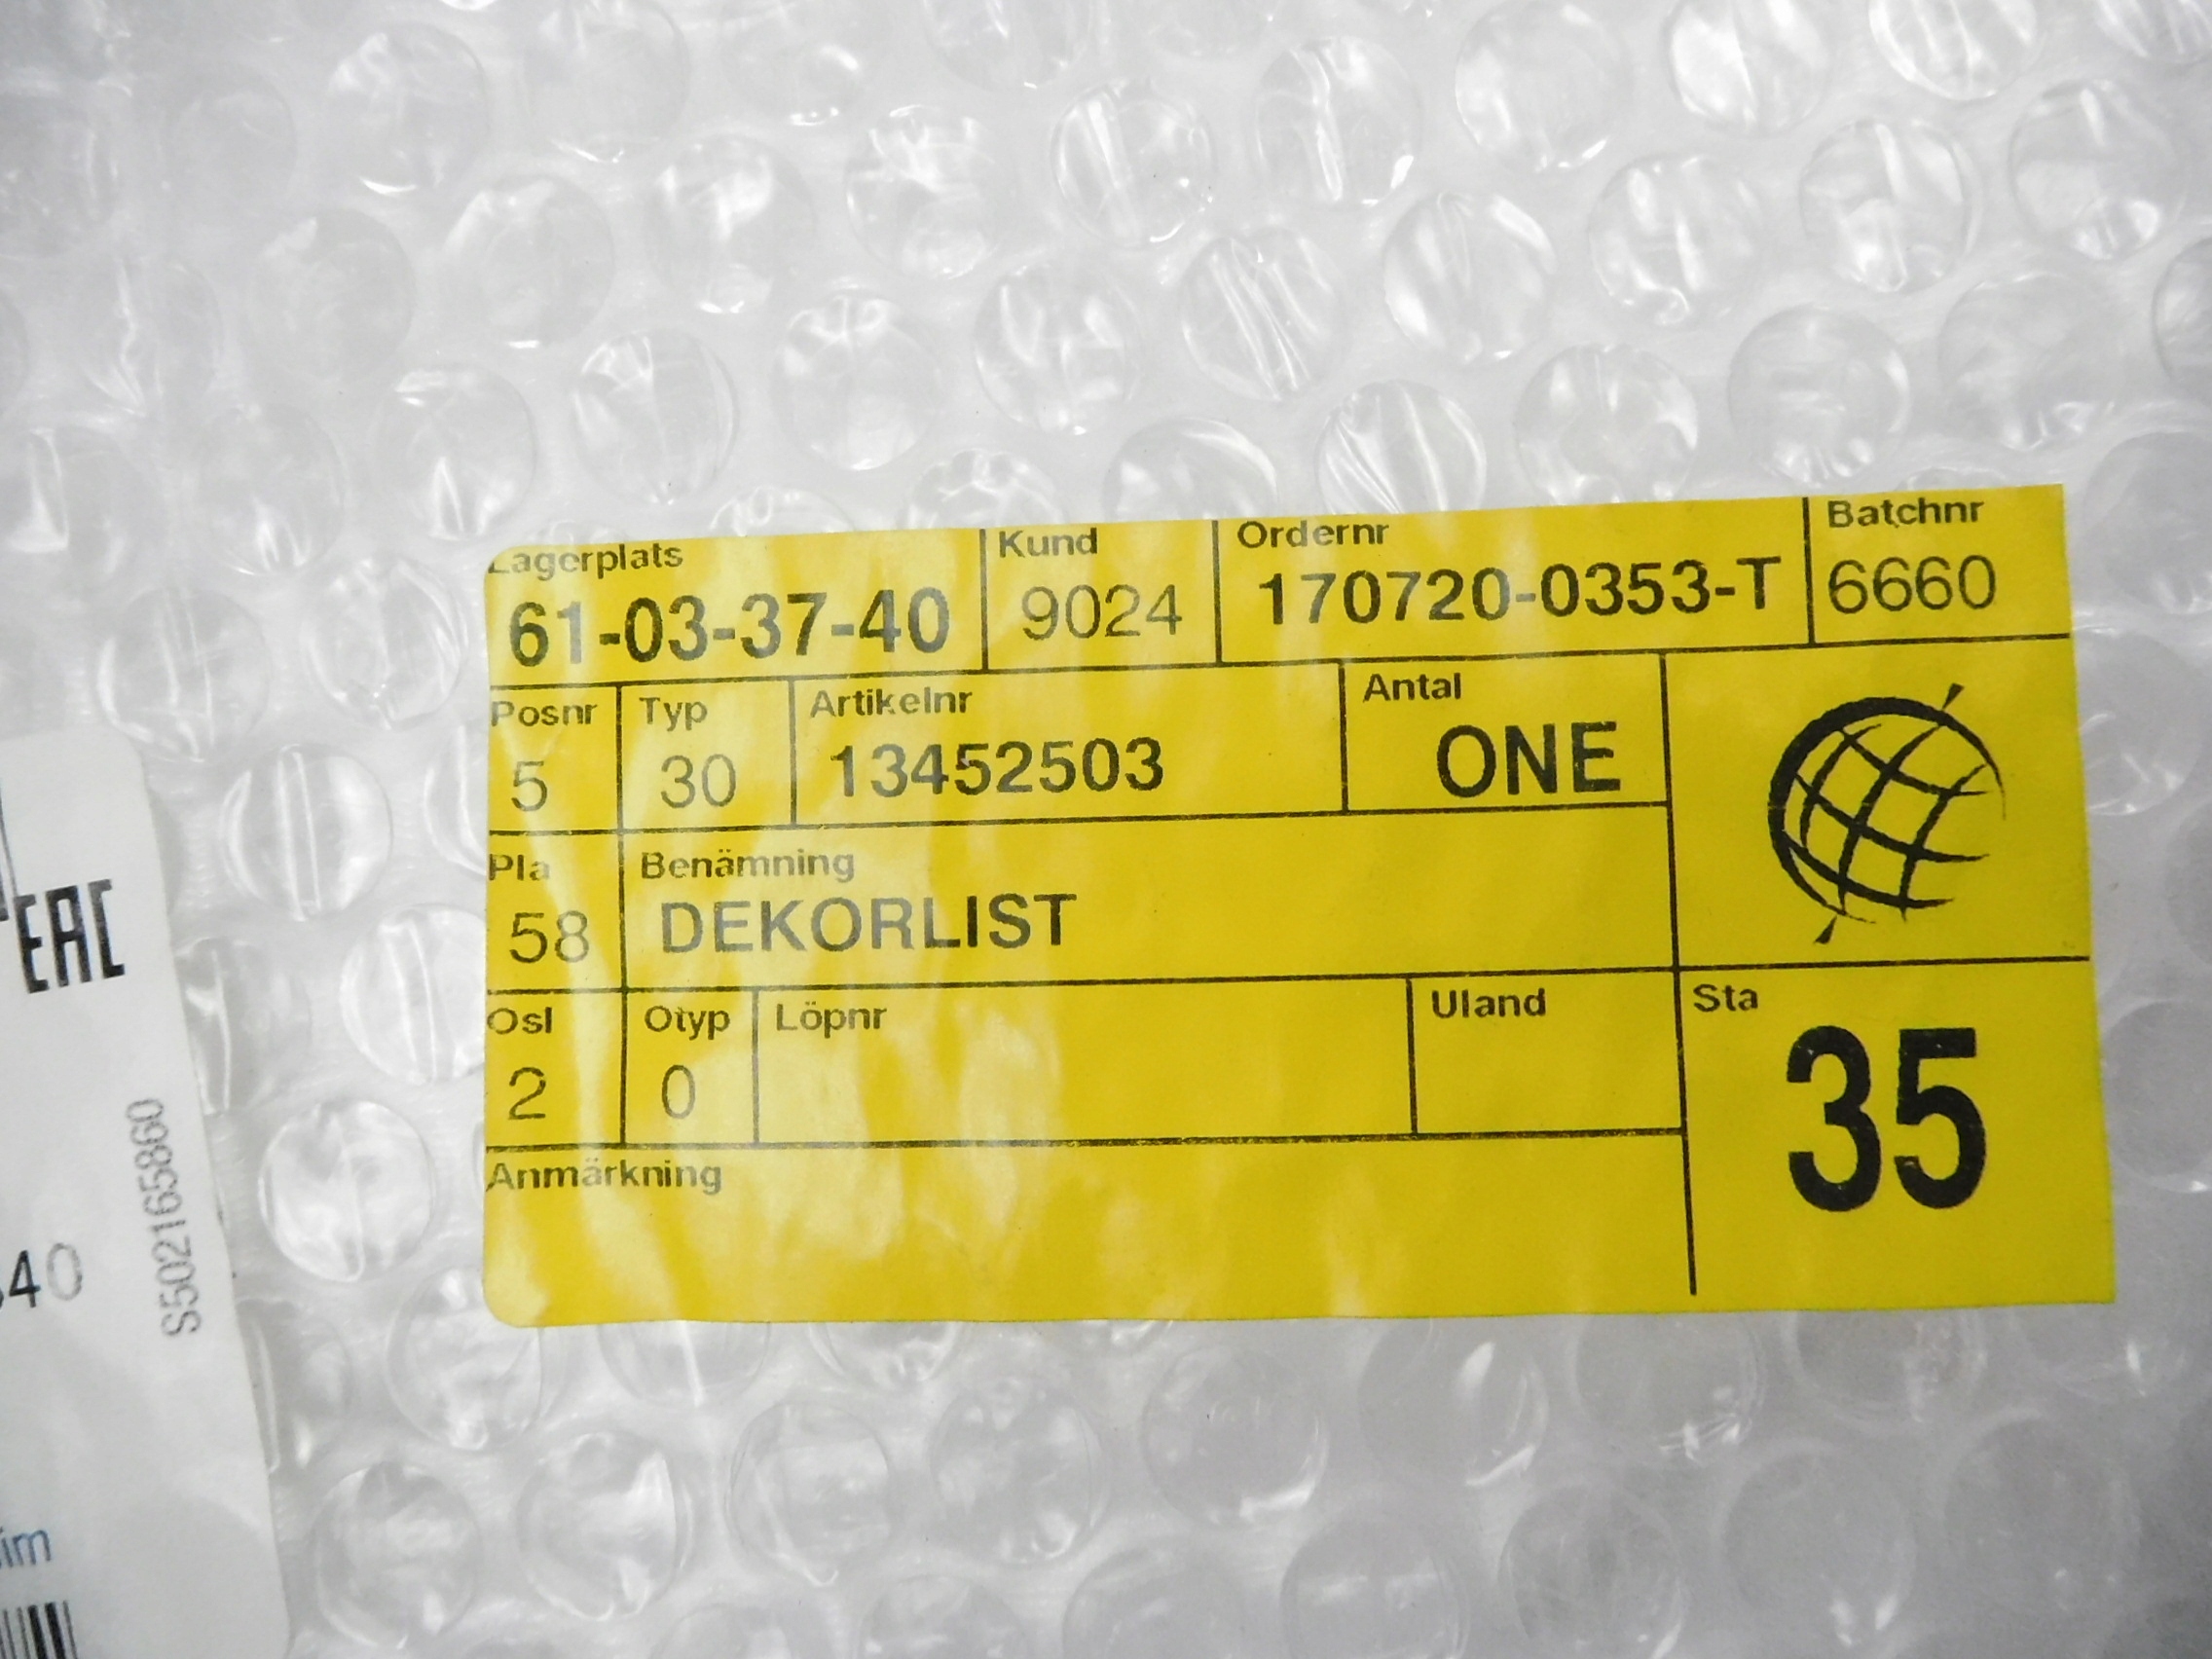 Lagerplats Kund Ordernr Batchnr
61-03-37-40 9024 170720-0353-T 6660
Posnr Typ Artikelnr Antal
5 30 13452503 ONE
Pla Benämning
58 DEKORLIST
Osl Otyp Löpnr Uland Sta
2 0 35
Anmärkning
EAC
S502165860
40